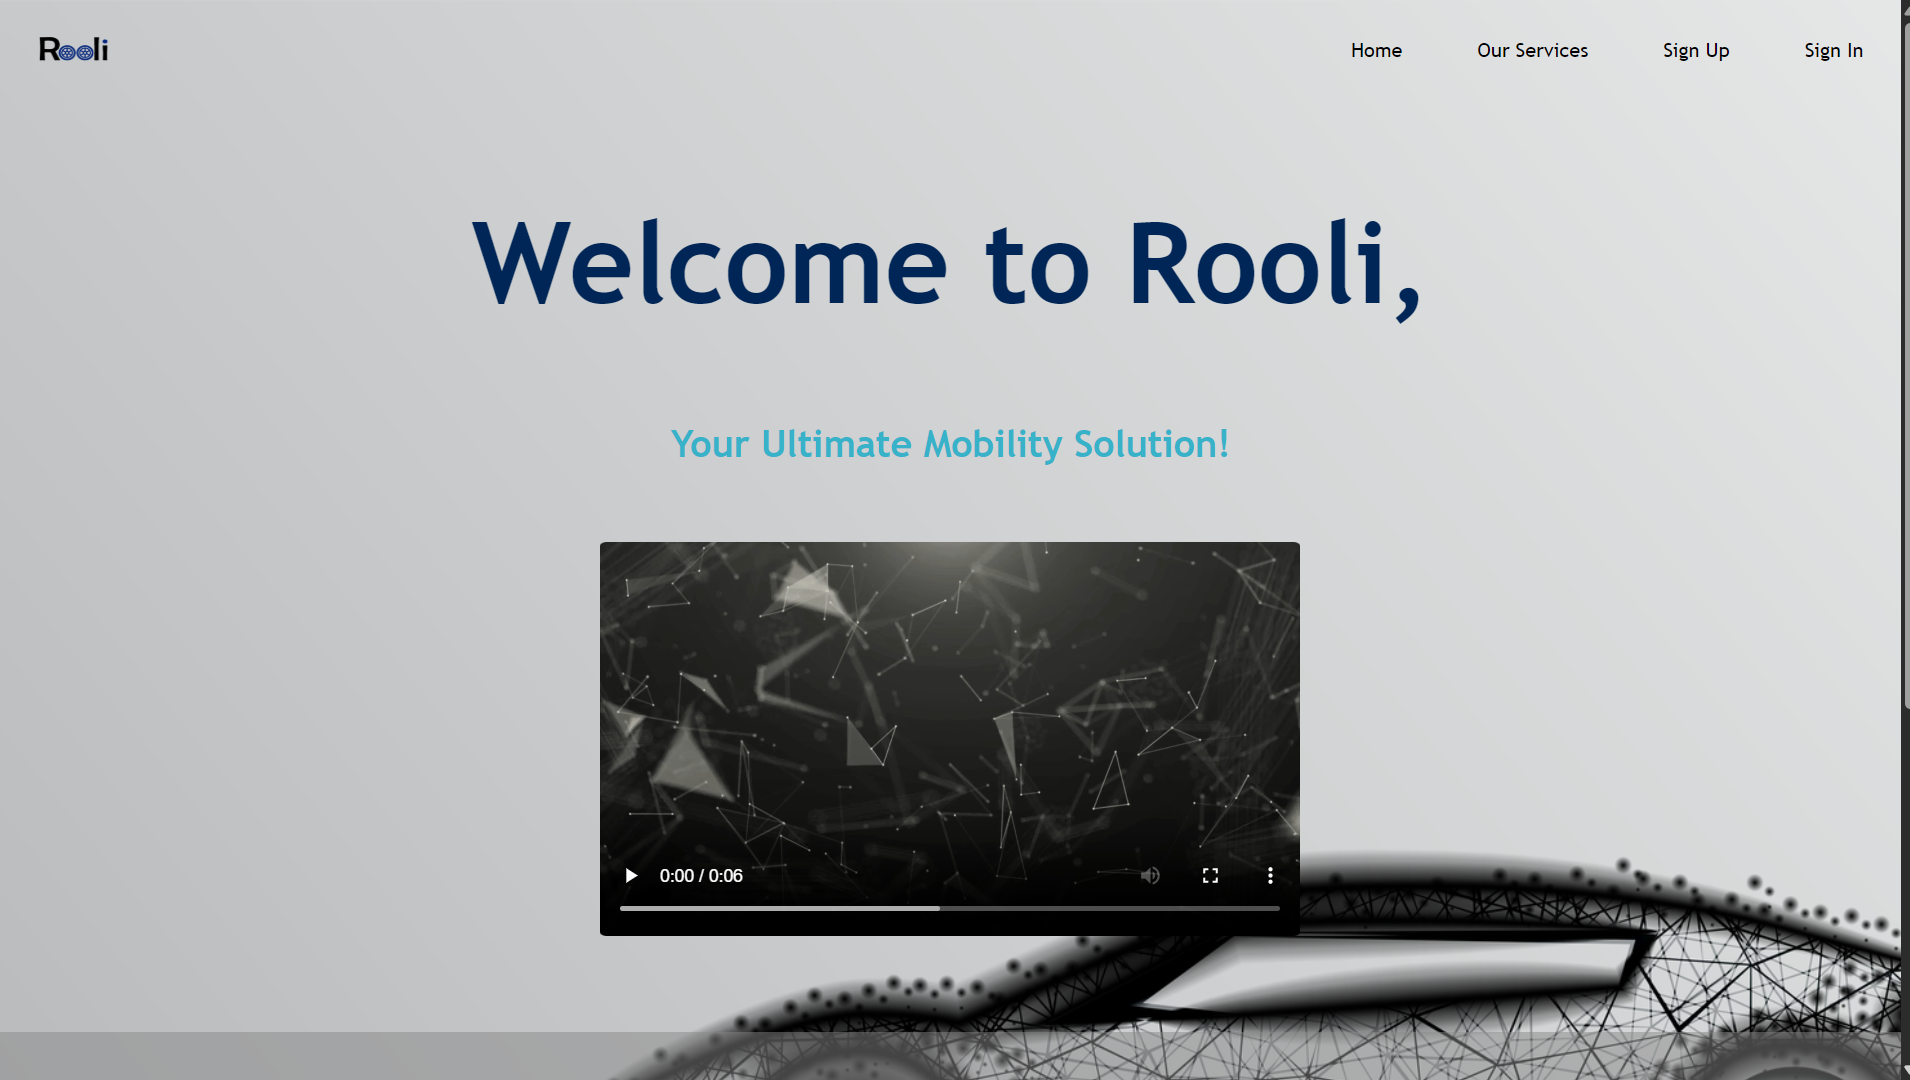 Rooli
Home
Our Services
Sign Up
Sign In
Welcome to Rooli,
Your Ultimate Mobility Solution!
0:00 / 0:06